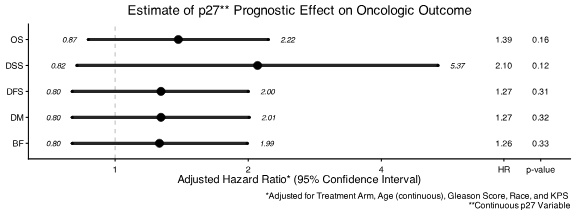 Estimate of p27** Prognostic Effect on Oncologic Outcome
OS 0.87 2.22 1.39 0.16
DSS 0.82 5.37 2.10 0.12
DFS 0.80 2.00 1.27 0.31
DM 0.80 2.01 1.27 0.32
BF 0.80 1.99 1.26 0.33
1 2 4 HR p-value
Adjusted Hazard Ratio* (95% Confidence Interval)
*Adjusted for Treatment Arm, Age (continuous), Gleason Score, Race, and KPS
**Continuous p27 Variable